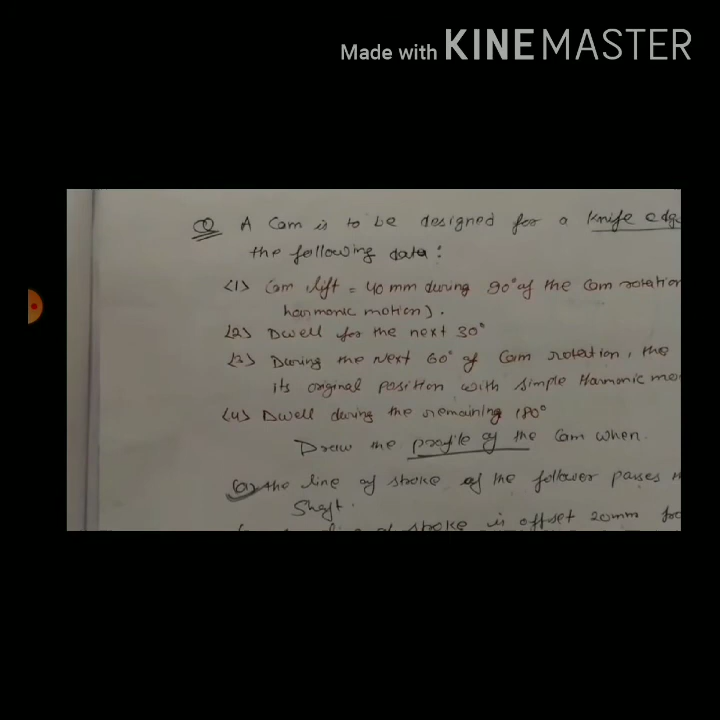 Made with KINEMASTER
Q A Cam is to be designed for a knife edg
the following data:
(1) Cam lift = 40 mm during 90° of the Cam rotation
harmonic motion).
(2) Dwell for the next 30°
(3) During the next 60° of Cam rotation, the
its original position with simple Harmonic mo
(4) Dwell during the remaining 180°
Draw the profile of the Cam when
(a) the line of stroke of the follower passes
Shaft.
stroke is offset 20mm fro